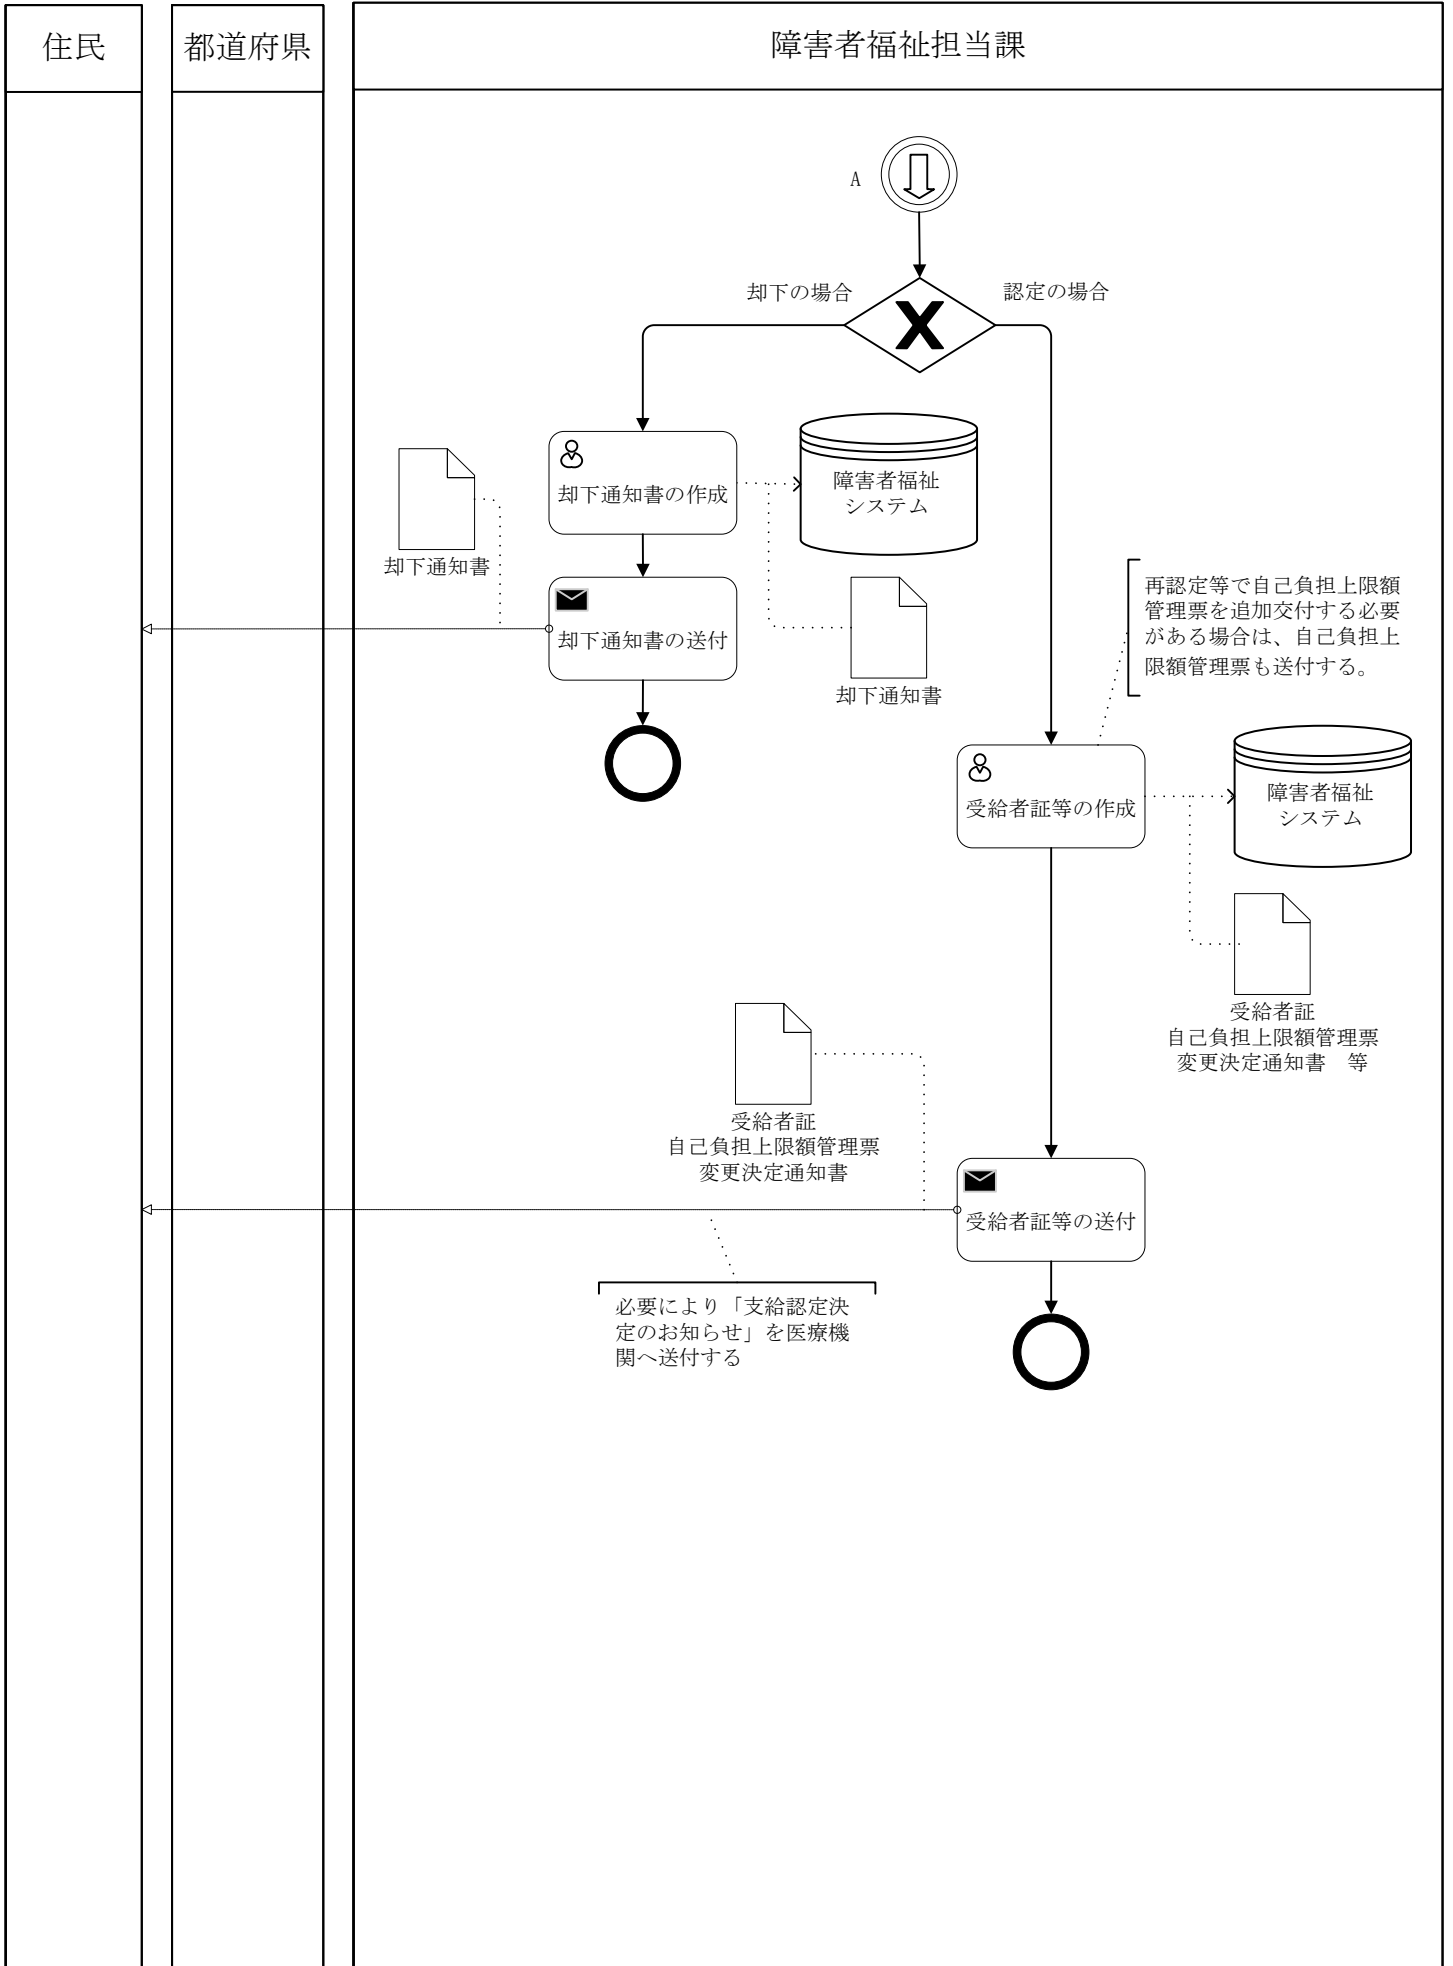 住民
都道府県
障害者福祉担当課
A
却下の場合
認定の場合
却下通知書の作成
障害者福祉
システム
却下通知書
却下通知書の送付
却下通知書
再認定等で自己負担上限額
管理票を追加交付する必要
がある場合は、自己負担上
限額管理票も送付する。
受給者証等の作成
障害者福祉
システム
受給者証
自己負担上限額管理票
変更決定通知書　等
受給者証
自己負担上限額管理票
変更決定通知書
受給者証等の送付
必要により「支給認定決
定のお知らせ」を医療機
関へ送付する